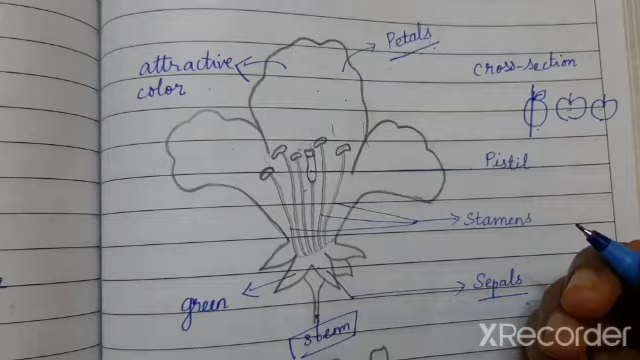 Petals
attractive
color
Cross-section
Pistil
Stamens
Sepals
green
stem
XRecorder